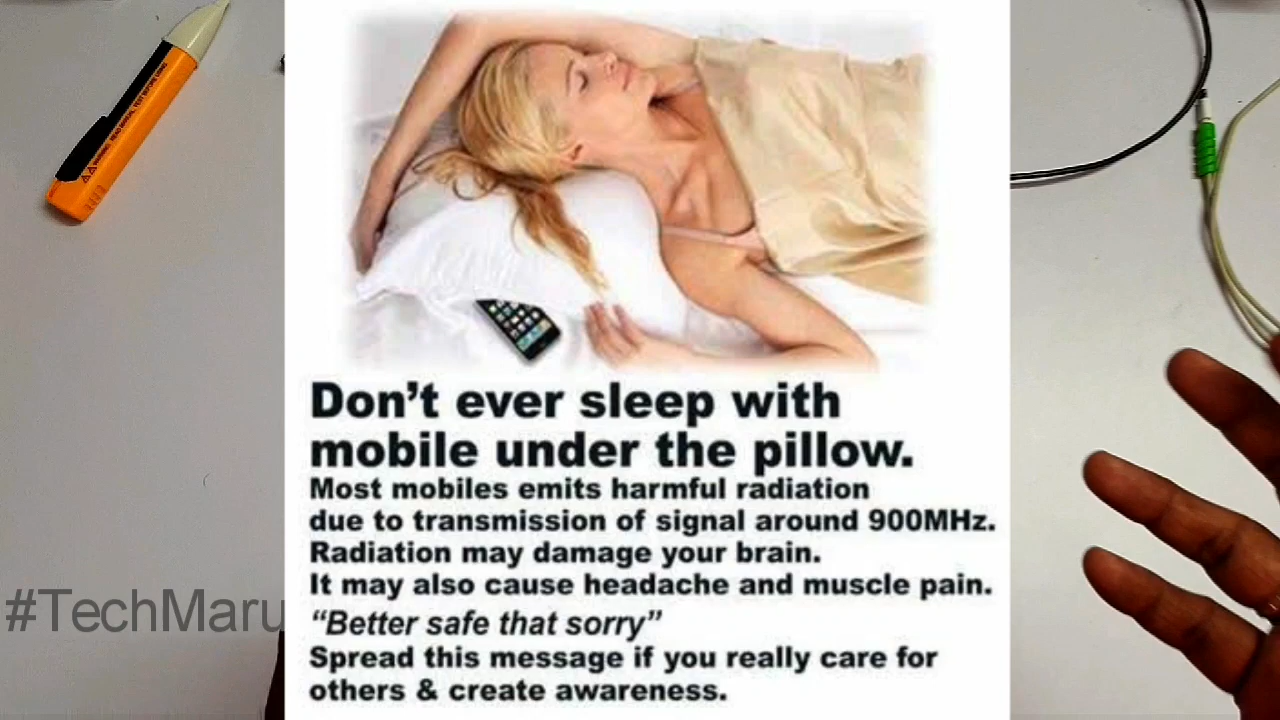 Don't ever sleep with
mobile under the pillow.
Most mobiles emits harmful radiation
due to transmission of signal around 900MHz.
Radiation may damage your brain.
It may also cause headache and muscle pain.
“Better safe that sorry”
Spread this message if you really care for
others & create awareness.
#TechMaru